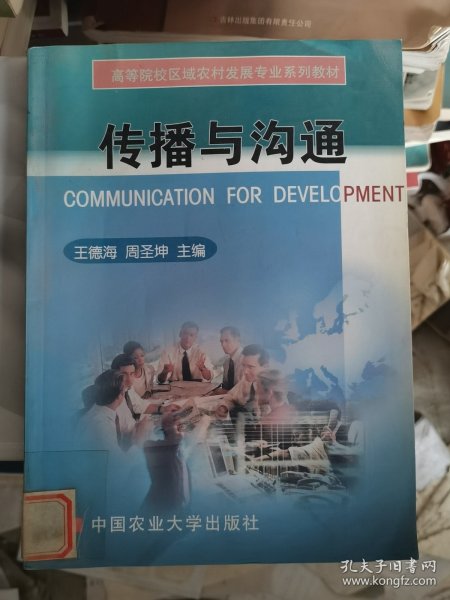 吉林出版集团有限责任公司
高等院校区域农村发展专业系列教材
传播与沟通
COMMUNICATION FOR DEVELOPMENT
王德海 周圣坤 主编
中国农业大学出版社
孔夫子旧书网
www.kongfz.com